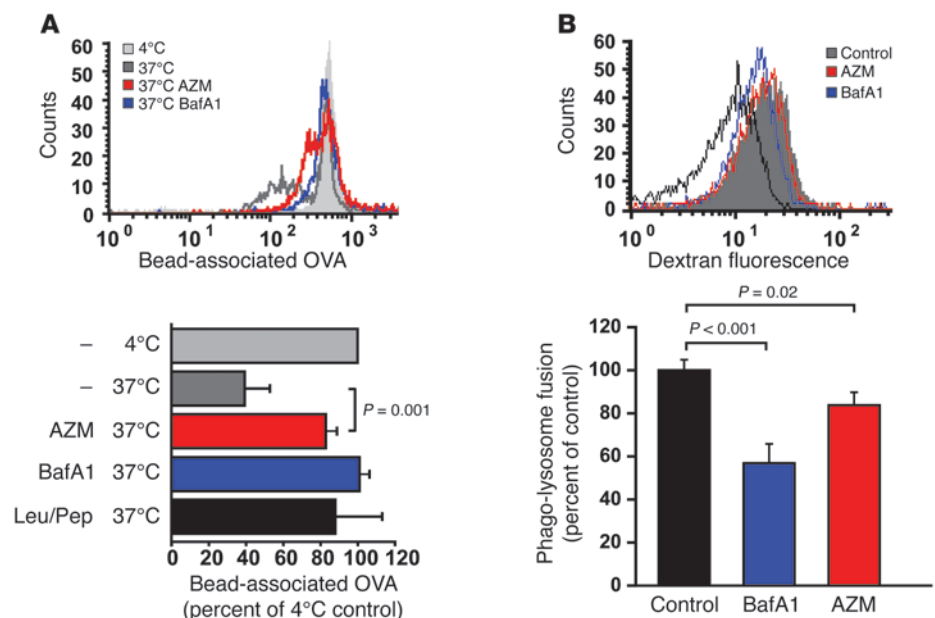 A
60
50
40
30
20
10
0
Counts
4°C
37°C
37°C AZM
37°C BafA1
10⁰ 10¹ 10² 10³
Bead-associated OVA
– 4°C
– 37°C
AZM 37°C
BafA1 37°C
Leu/Pep 37°C
P = 0.001
0 20 40 60 80 100 120
Bead-associated OVA
(percent of 4°C control)
B
60
50
40
30
20
10
0
Counts
Control
AZM
BafA1
10⁰ 10¹ 10²
Dextran fluorescence
P = 0.02
P < 0.001
Phago-lysosome fusion
(percent of control)
120
100
80
60
40
20
0
Control BafA1 AZM